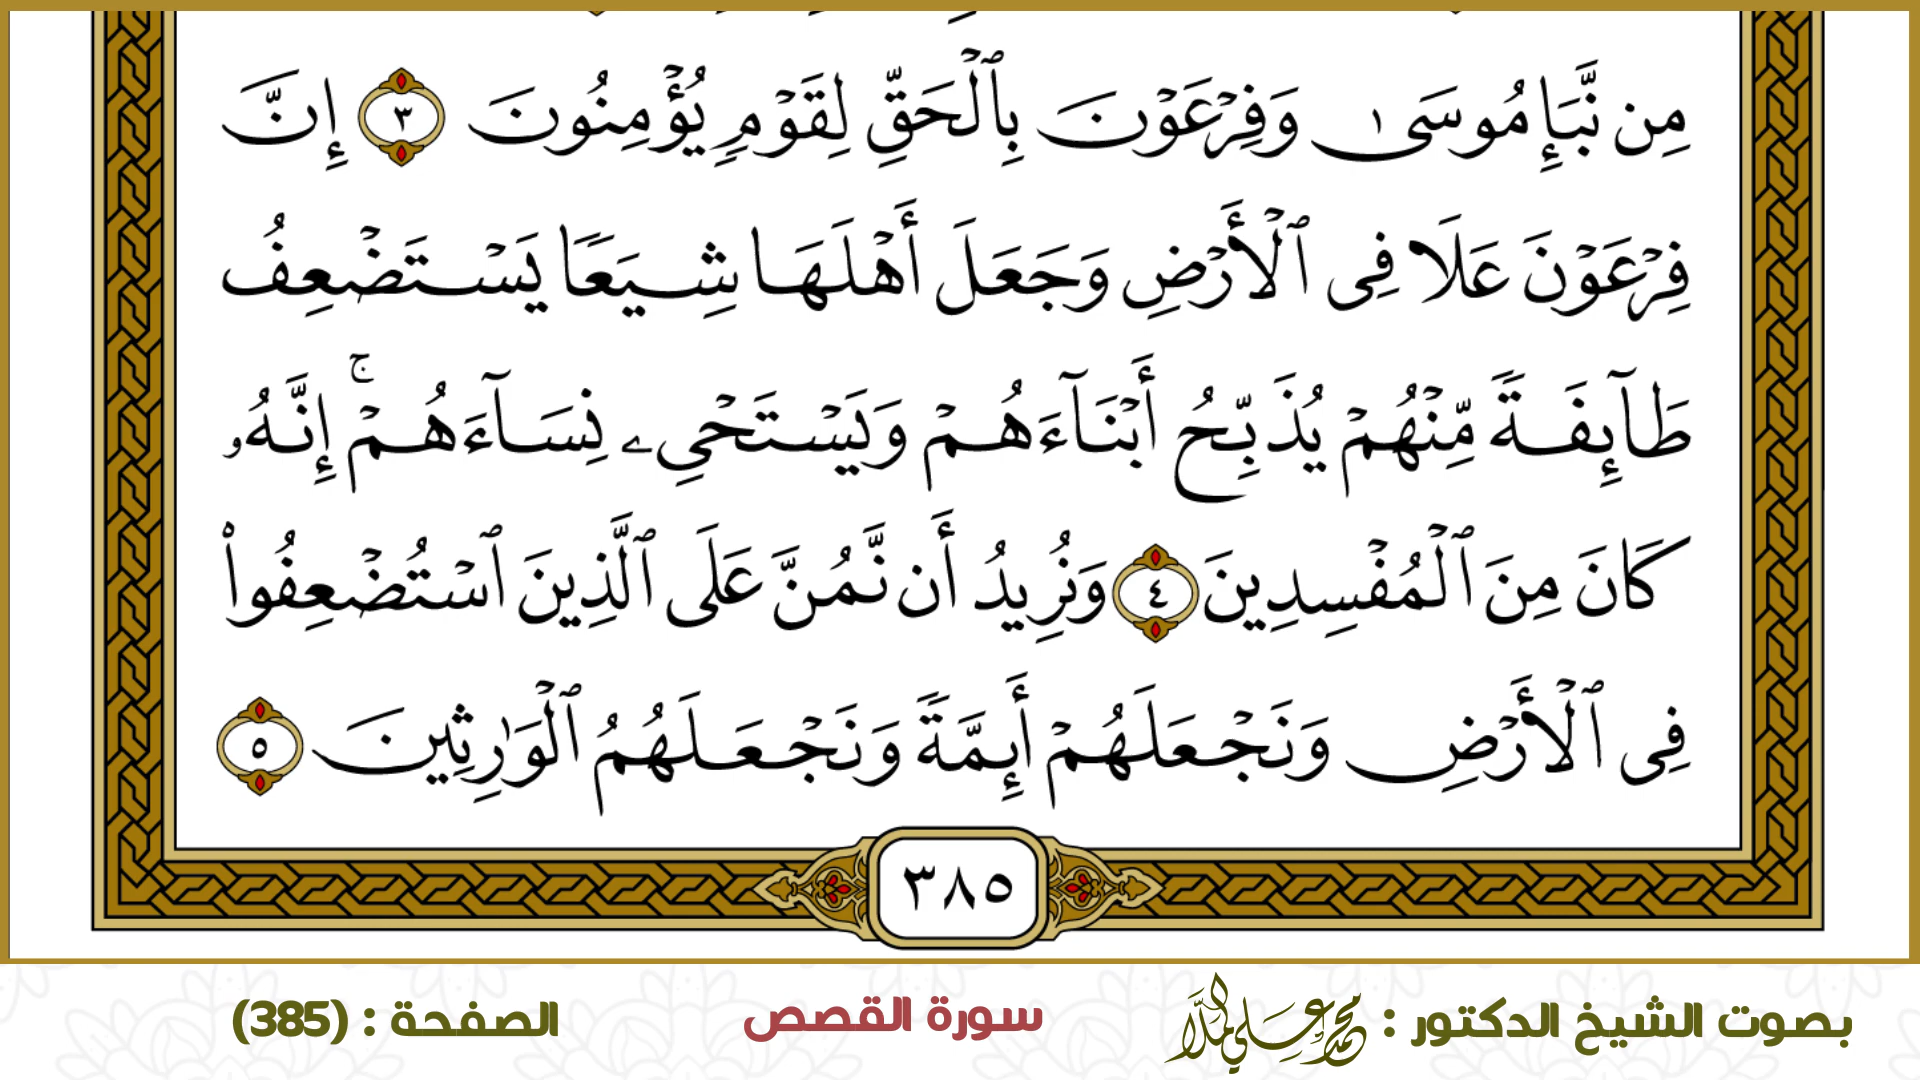 مِن نَّبَإِ مُوسَىٰ وَفِرْعَوْنَ بِٱلْحَقِّ لِقَوْمٍ يُؤْمِنُونَ ٣ إِنَّ
فِرْعَوْنَ عَلَا فِى ٱلْأَرْضِ وَجَعَلَ أَهْلَهَا شِيَعًا يَسْتَضْعِفُ
طَآئِفَةً مِّنْهُمْ يُذَبِّحُ أَبْنَآءَهُمْ وَيَسْتَحْىِۦ نِسَآءَهُمْ ۚ إِنَّهُۥ
كَانَ مِنَ ٱلْمُفْسِدِينَ ٤ وَنُرِيدُ أَن نَّمُنَّ عَلَى ٱلَّذِينَ ٱسْتُضْعِفُوا۟
فِى ٱلْأَرْضِ وَنَجْعَلَهُمْ أَئِمَّةً وَنَجْعَلَهُمُ ٱلْوَٰرِثِينَ ٥
٣٨٥
بصوت الشيخ الدكتور : محمد علي الملا سورة القصص الصفحة : (385)